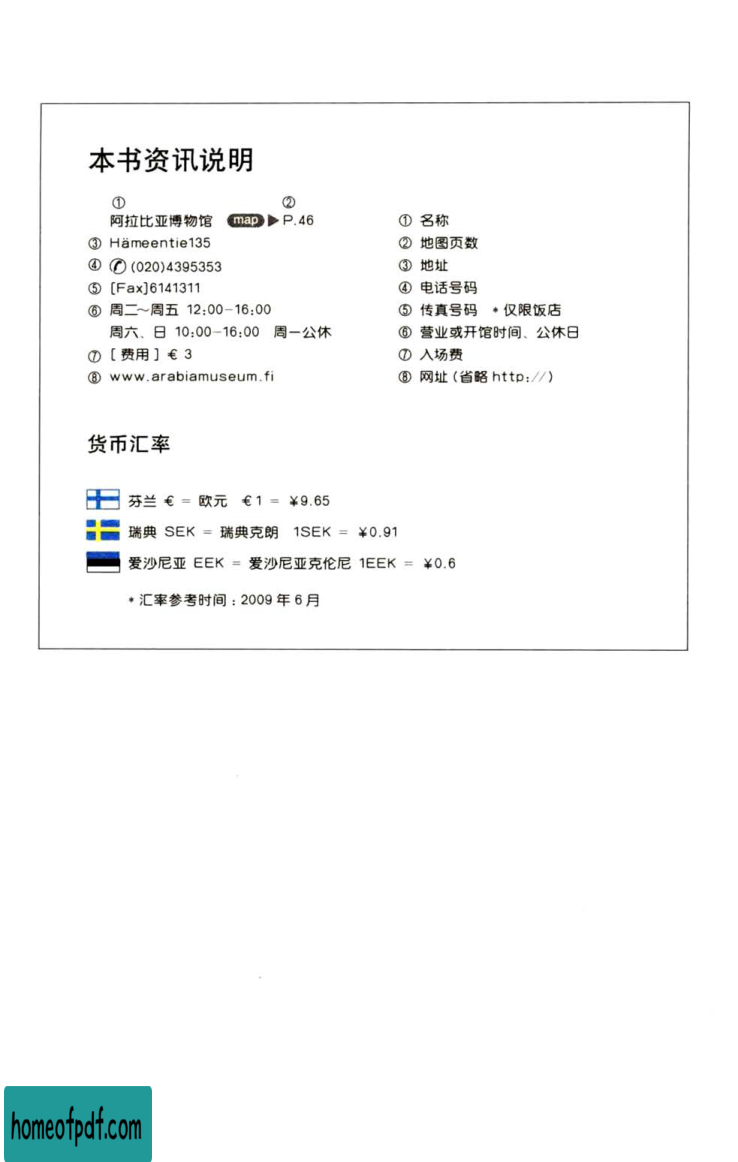 本书资讯说明
① ②
阿拉比亚博物馆 map ▶ P.46
③ Hämeentie135
④ (020)4395353
⑤ [Fax]6141311
⑥ 周二～周五 12:00-16:00
周六、日 10:00-16:00 周一公休
⑦ [费用] € 3
⑧ www.arabiamuseum.fi
① 名称
② 地图页数
③ 地址
④ 电话号码
⑤ 传真号码 *仅限饭店
⑥ 营业或开馆时间、公休日
⑦ 入场费
⑧ 网址(省略 http://)
货币汇率
芬兰 € = 欧元 €1 = ¥9.65
瑞典 SEK = 瑞典克朗 1SEK = ¥0.91
爱沙尼亚 EEK = 爱沙尼亚克伦尼 1EEK = ¥0.6
*汇率参考时间:2009年6月
homeofpdf.com